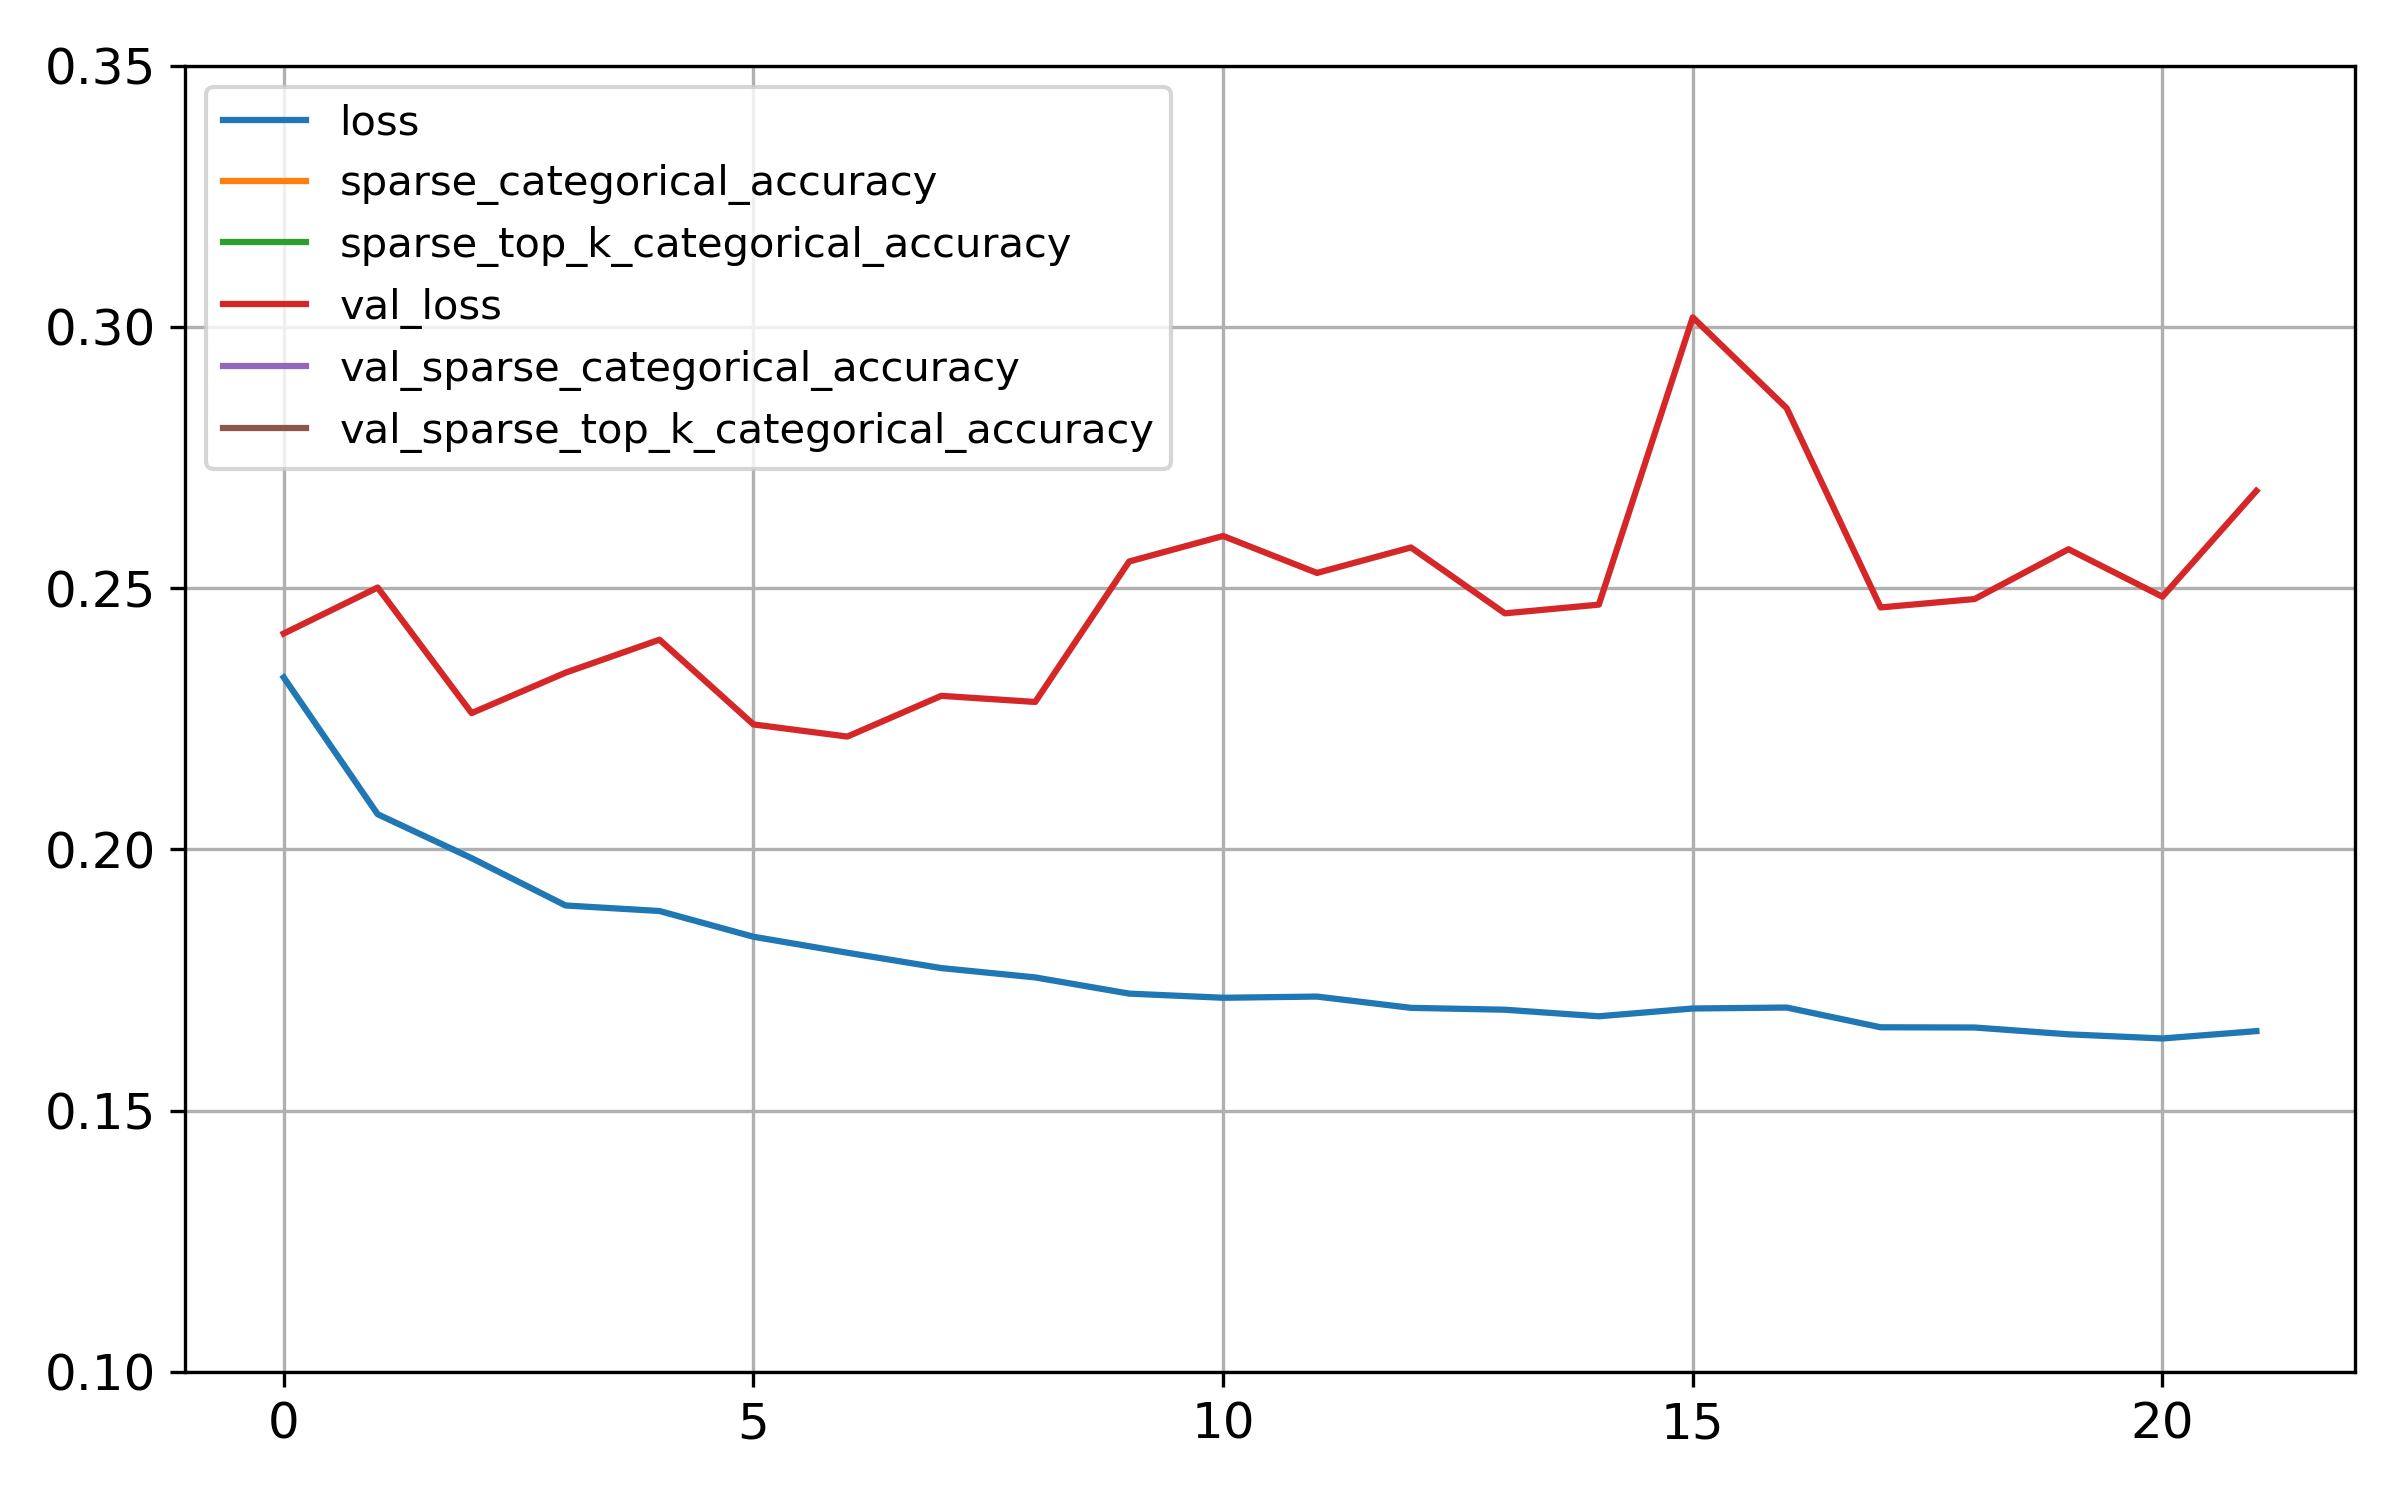 0.35
0.30
0.25
0.20
0.15
0.10
loss
sparse_categorical_accuracy
sparse_top_k_categorical_accuracy
val_loss
val_sparse_categorical_accuracy
val_sparse_top_k_categorical_accuracy
0 5 10 15 20